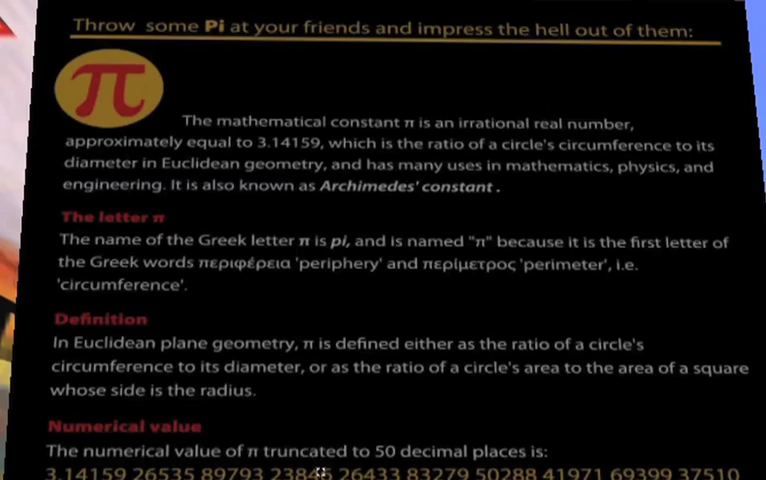 Throw some Pi at your friends and impress the hell out of them:
π
The mathematical constant π is an irrational real number,
approximately equal to 3.14159, which is the ratio of a circle's circumference to its
diameter in Euclidean geometry, and has many uses in mathematics, physics, and
engineering. It is also known as Archimedes' constant .
The letter π
The name of the Greek letter π is pi, and is named "π" because it is the first letter of
the Greek words περιφέρεια 'periphery' and περίμετρος 'perimeter', i.e.
'circumference'.
Definition
In Euclidean plane geometry, π is defined either as the ratio of a circle's
circumference to its diameter, or as the ratio of a circle's area to the area of a square
whose side is the radius.
Numerical value
The numerical value of π truncated to 50 decimal places is:
3.14159 26535 89793 23846 26433 83279 50288 41971 69399 37510